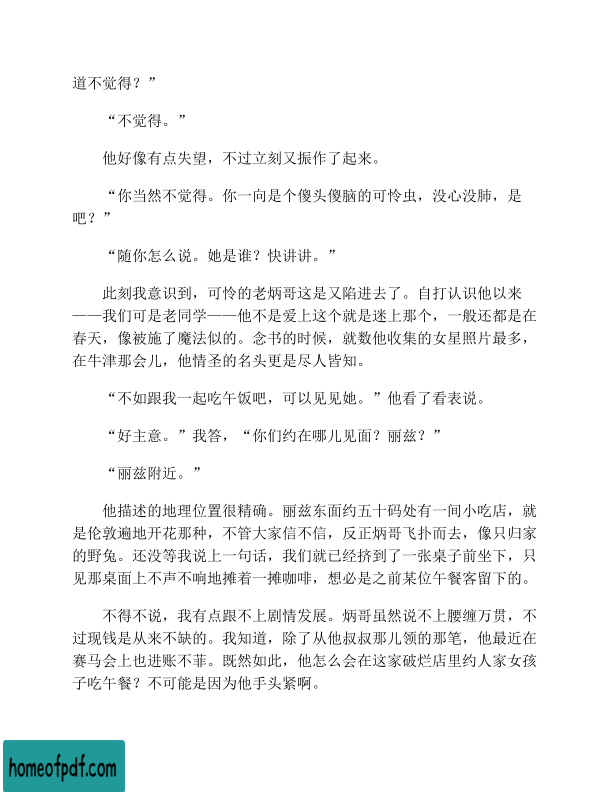 道不觉得？”
“不觉得。”
他好像有点失望，不过立刻又振作了起来。
“你当然不觉得。你一向是个傻头傻脑的可怜虫，没心没肺，是
吧？”
“随你怎么说。她是谁？快讲讲。”
此刻我意识到，可怜的老炳哥这是又陷进去了。自打认识他以来
——我们可是老同学——他不是爱上这个就是迷上那个，一般还都是在
春天，像被施了魔法似的。念书的时候，就数他收集的女星照片最多，
在牛津那会儿，他情圣的名头更是尽人皆知。
“不如跟我一起吃午饭吧，可以见见她。”他看了看表说。
“好主意。”我答，“你们约在哪儿见面？丽兹？”
“丽兹附近。”
他描述的地理位置很精确。丽兹东面约五十码处有一间小吃店，就
是伦敦遍地开花那种，不管大家信不信，反正炳哥飞扑而去，像只归家
的野兔。还没等我说上一句话，我们就已经挤到了一张桌子前坐下，只
见那桌面上不声不响地摊着一摊咖啡，想必是之前某位午餐客留下的。
不得不说，我有点跟不上剧情发展。炳哥虽然说不上腰缠万贯，不
过现钱是从来不缺的。我知道，除了从他叔叔那儿领的那笔，他最近在
赛马会上也进账不菲。既然如此，他怎么会在这家破烂店里约人家女孩
子吃午餐？不可能是因为他手头紧啊。
homeofpdf.com